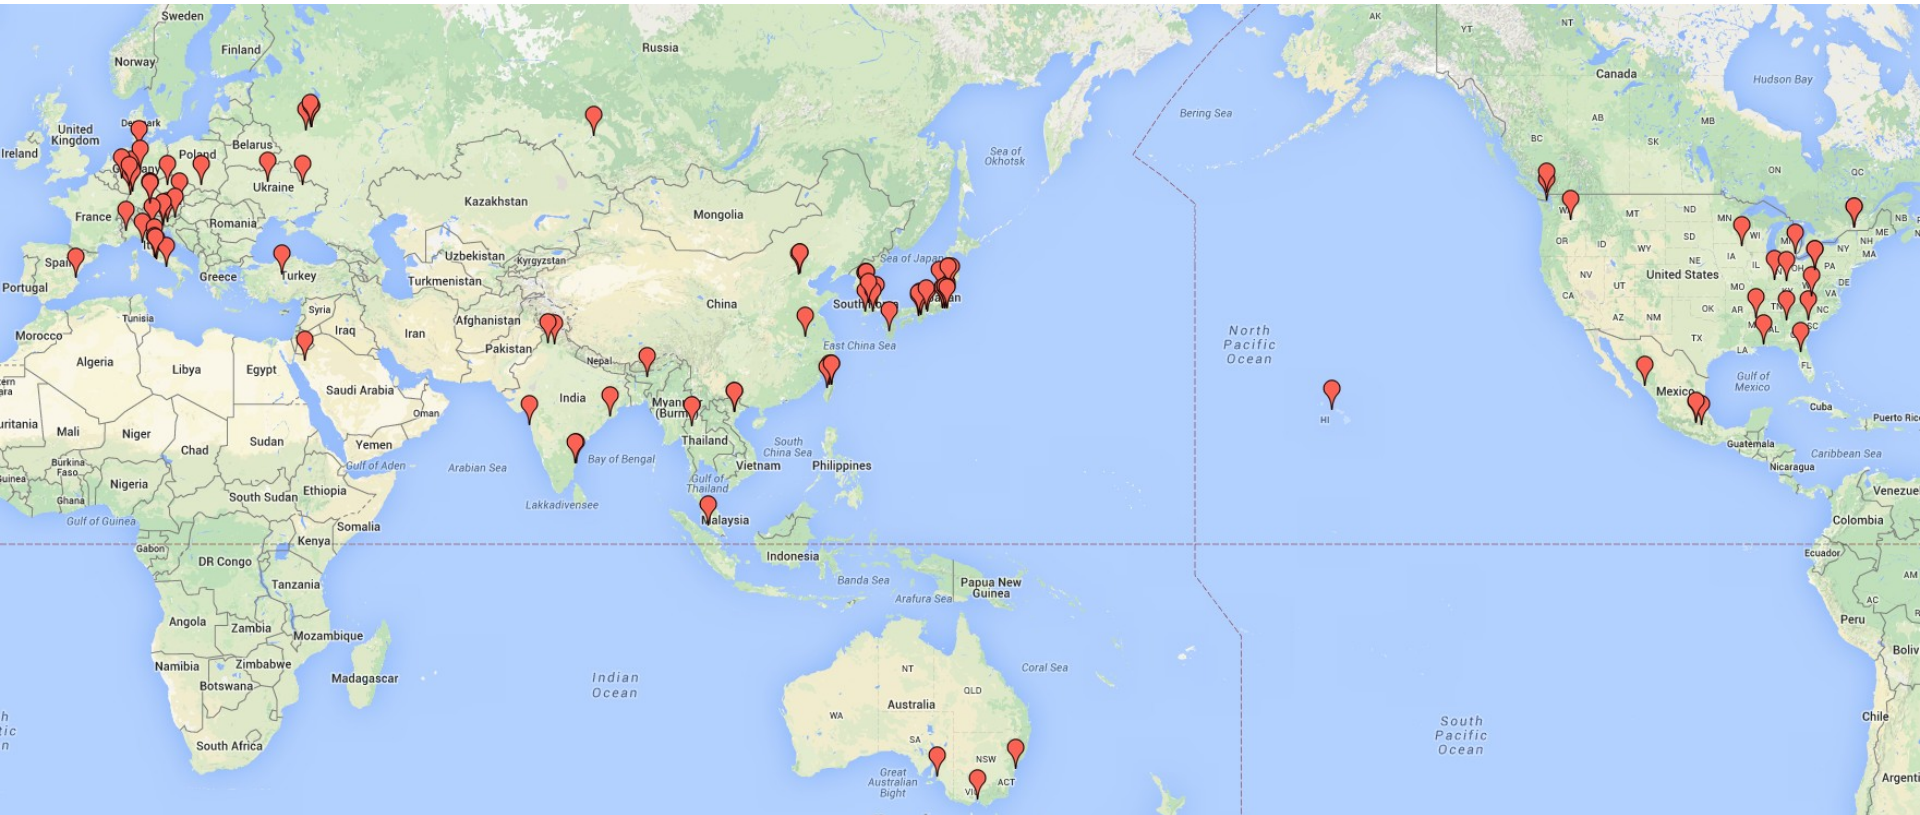 Sweden
Finland
Norway
Russia
AK
YT
NT
Canada
Hudson Bay
Bering Sea
United
Kingdom
Ireland
Poland
Belarus
Sea of
Okhotsk
AB
MB
BC
SK
ON
QC
Ukraine
Kazakhstan
Mongolia
France
Romania
MT
ND
MN
WI
NB
ME
OR
ID
WY
SD
NY
NH
MA
Uzbekistan
Kyrgyzstan
Sea of Japan
IA
NE
IL
OH
PA
Greece
Turkey
Turkmenistan
NV
UT
United States
MO
DE
VA
Portugal
China
CA
Syria
Tunisia
Iraq
Iran
Afghanistan
AZ
NM
OK
AR
TN
NC
SC
AL
Morocco
Pakistan
East China Sea
North
Pacific
Ocean
TX
LA
FL
Algeria
Libya
Egypt
Nepal
Saudi Arabia
India
Gulf of
Mexico
Mexico
Cuba
Puerto Ric
Oman
Mali
Niger
Chad
Sudan
Yemen
Gulf of Aden
Arabian Sea
Bay of Bengal
Thailand
South
China Sea
Vietnam
Philippines
HI
Guatemala
Nicaragua
Caribbean Sea
Burkina
Faso
Nigeria
Ghana
South Sudan
Ethiopia
Gulf of
Thailand
Lakkadivensee
Venezue
Gulf of Guinea
Somalia
Malaysia
Colombia
Gabon
Kenya
DR Congo
Indonesia
Ecuador
Tanzania
Banda Sea
Papua New
Guinea
Arafura Sea
AM
AC
Angola
Zambia
Mozambique
Peru
Namibia
Zimbabwe
Botswana
Madagascar
Indian
Ocean
NT
Coral Sea
QLD
Australia
WA
Boliv
South Africa
SA
NSW
ACT
Great
Australian
Bight
South
Pacific
Ocean
Chile
Argenti